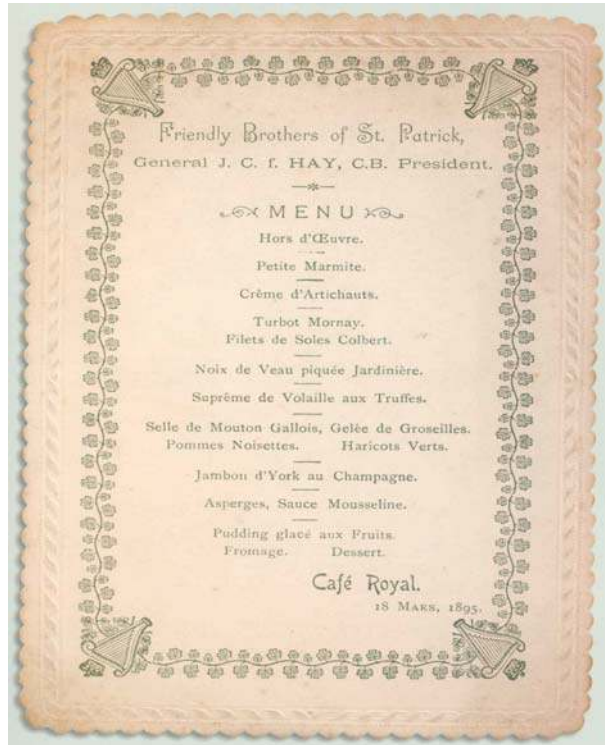 Friendly Brothers of St. Patrick,
General J. C. f. HAY, C.B. President.
MENU
Hors d'Œuvre.
Petite Marmite.
Crème d'Artichauts.
Turbot Mornay.
Filets de Soles Colbert.
Noix de Veau piquée Jardinière.
Suprême de Volaille aux Truffes.
Selle de Mouton Gallois, Gelée de Groseilles.
Pommes Noisettes. Haricots Verts.
Jambon d'York au Champagne.
Asperges, Sauce Mousseline.
Pudding glacé aux Fruits.
Fromage. Dessert.
Café Royal.
18 MARS, 1895.